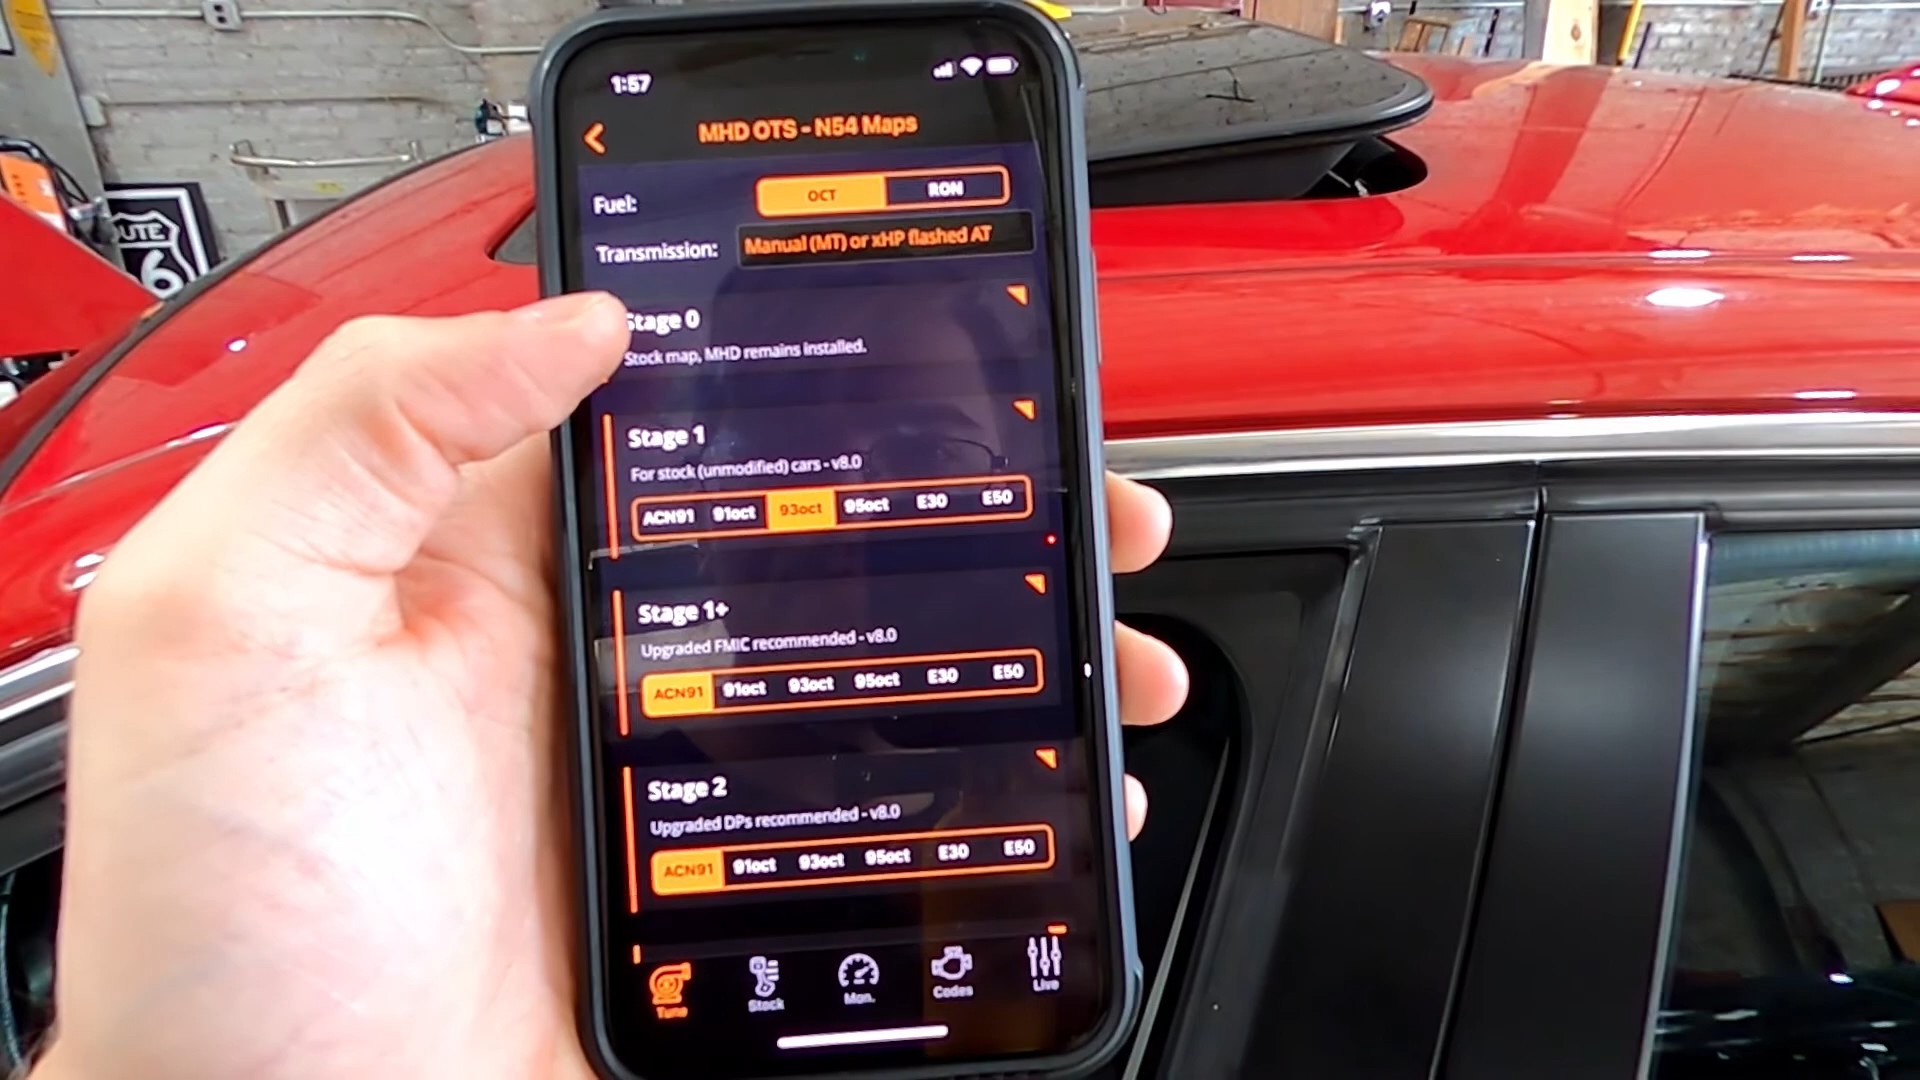 1:57
MHD OTS - N54 Maps
Fuel:
OCT
RON
Transmission:
Manual (MT) or xHP flashed AT
Stage 0
Stock map, MHD remains installed.
Stage 1
For stock (unmodified) cars - v8.0
ACN91 91oct 93oct 95oct E30 E50
Stage 1+
Upgraded FMIC recommended - v8.0
ACN91 91oct 93oct 95oct E30 E50
Stage 2
Upgraded DPs recommended - v8.0
ACN91 91oct 93oct 95oct E30 E50
Tune Stock Mon. Codes Live
UTE
6